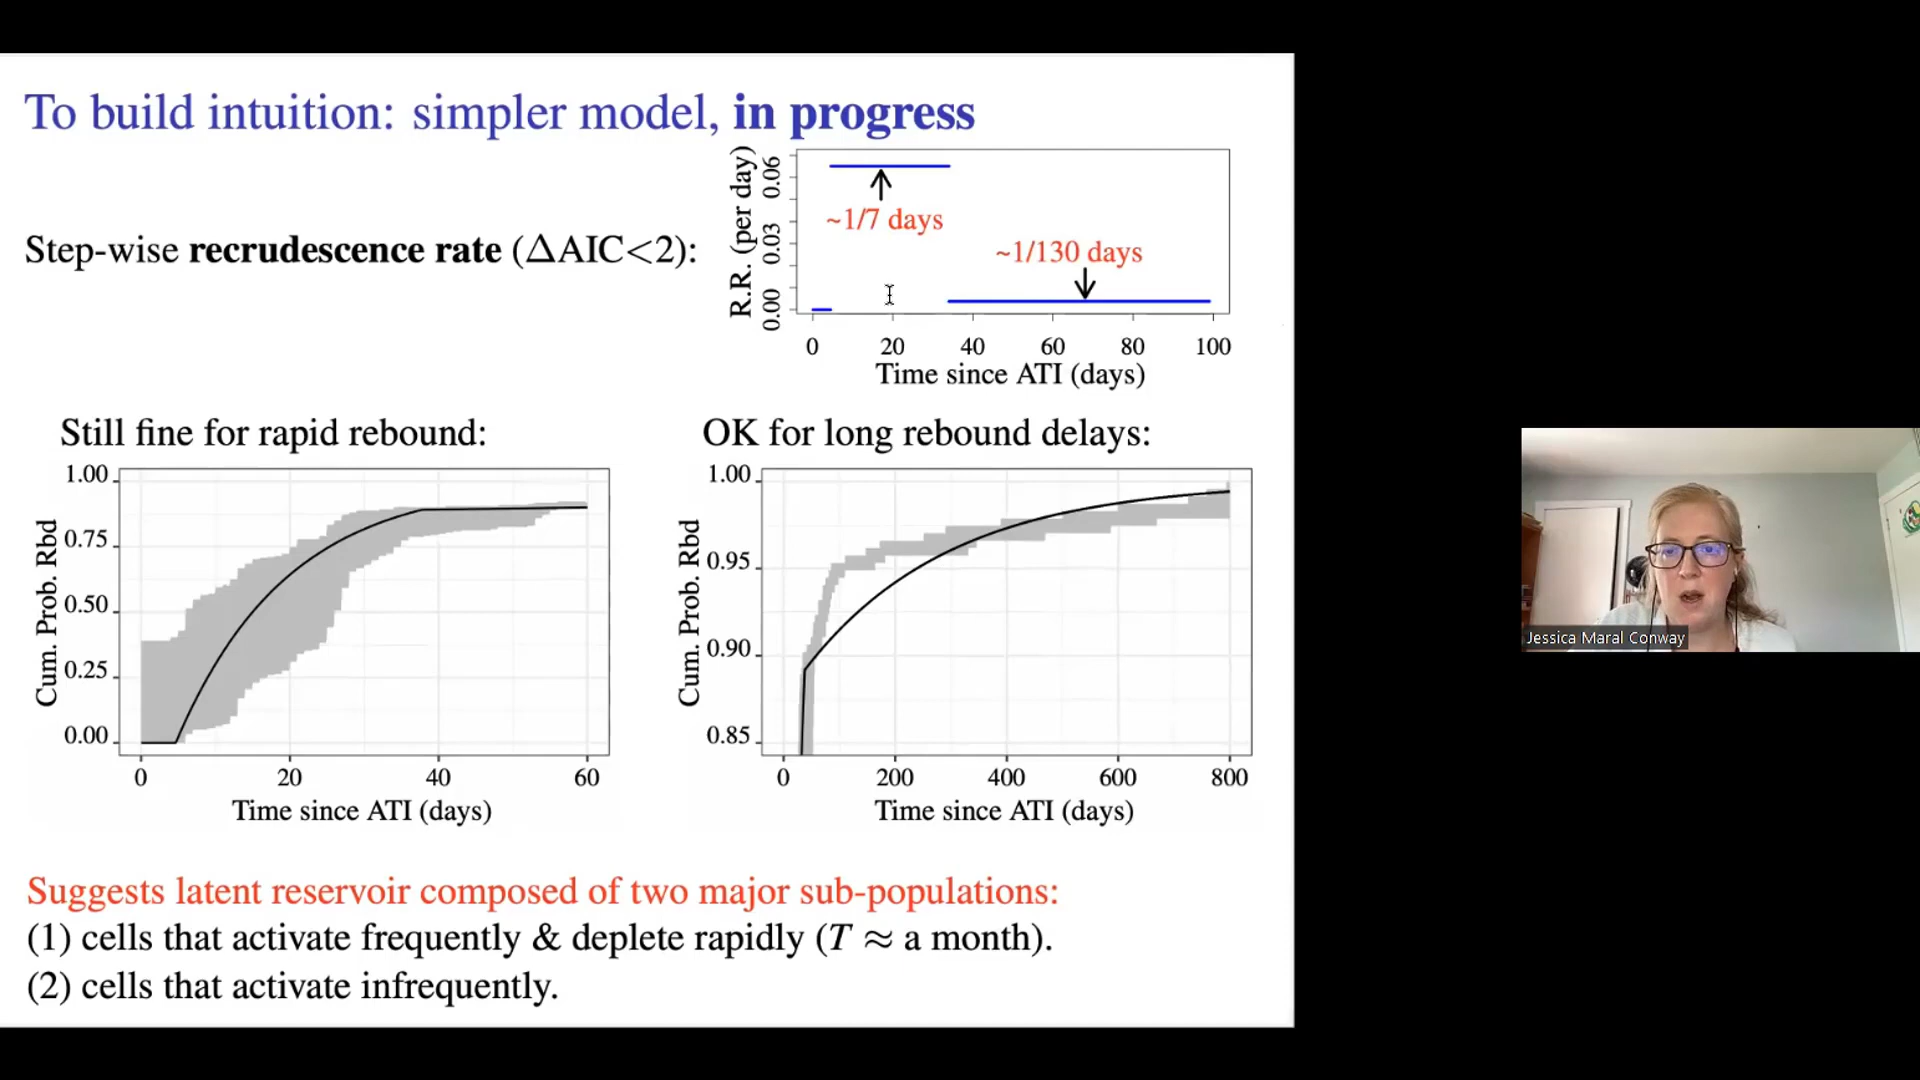 To build intuition: simpler model, in progress
Step-wise recrudescence rate (ΔAIC<2):
R.R. (per day)
0.06
0.03
0.00
~1/7 days
~1/130 days
0 20 40 60 80 100
Time since ATI (days)
Still fine for rapid rebound:
Cum. Prob. Rbd
1.00
0.75
0.50
0.25
0.00
0 20 40 60
Time since ATI (days)
OK for long rebound delays:
Cum. Prob. Rbd
1.00
0.95
0.90
0.85
0 200 400 600 800
Time since ATI (days)
Suggests latent reservoir composed of two major sub-populations:
(1) cells that activate frequently & deplete rapidly (T ≈ a month).
(2) cells that activate infrequently.
Jessica Maral Conway